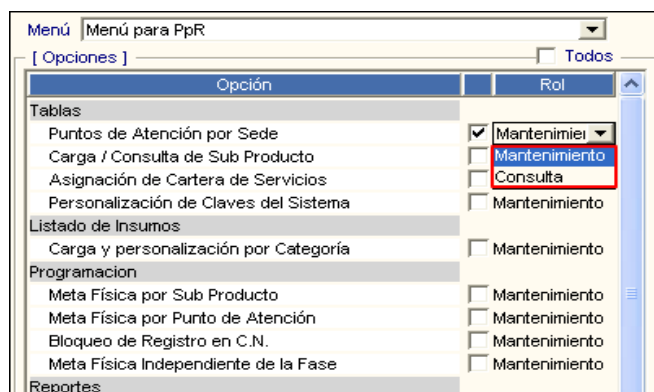 Menú Menú para PpR
[ Opciones ] Todos
Opción Rol
Tablas
Puntos de Atención por Sede Mantenimier
Carga / Consulta de Sub Producto Mantenimiento
Asignación de Cartera de Servicios Consulta
Personalización de Claves del Sistema Mantenimiento
Listado de Insumos
Carga y personalización por Categoría Mantenimiento
Programacion
Meta Física por Sub Producto Mantenimiento
Meta Física por Punto de Atención Mantenimiento
Bloqueo de Registro en C.N. Mantenimiento
Meta Física Independiente de la Fase Mantenimiento
Reportes